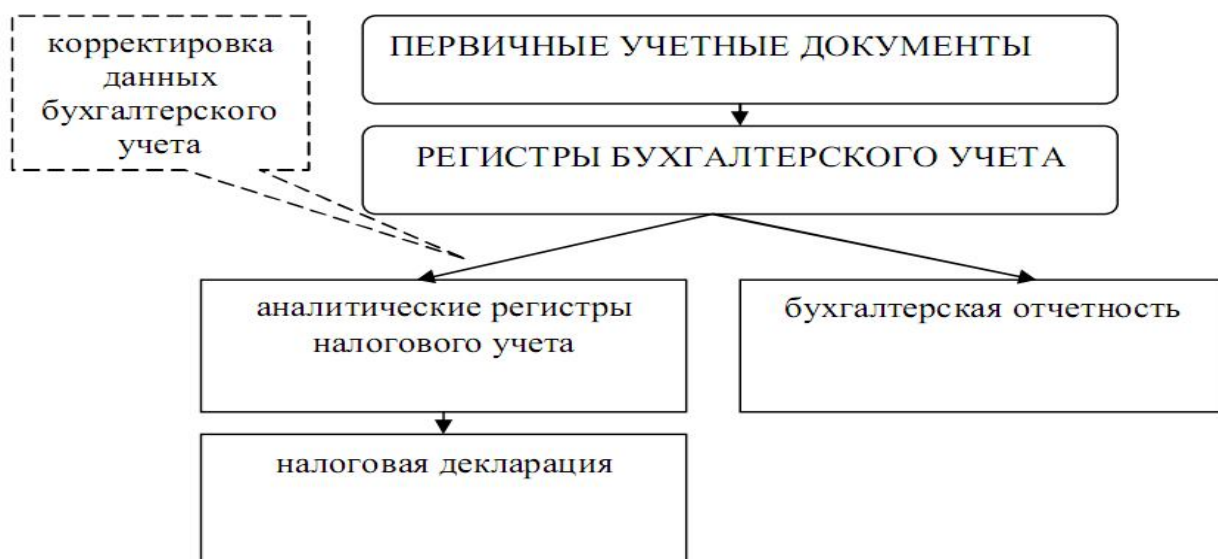 корректировка
данных
бухгалтерского
учета
ПЕРВИЧНЫЕ УЧЕТНЫЕ ДОКУМЕНТЫ
РЕГИСТРЫ БУХГАЛТЕРСКОГО УЧЕТА
аналитические регистры
налогового учета
бухгалтерская отчетность
налоговая декларация